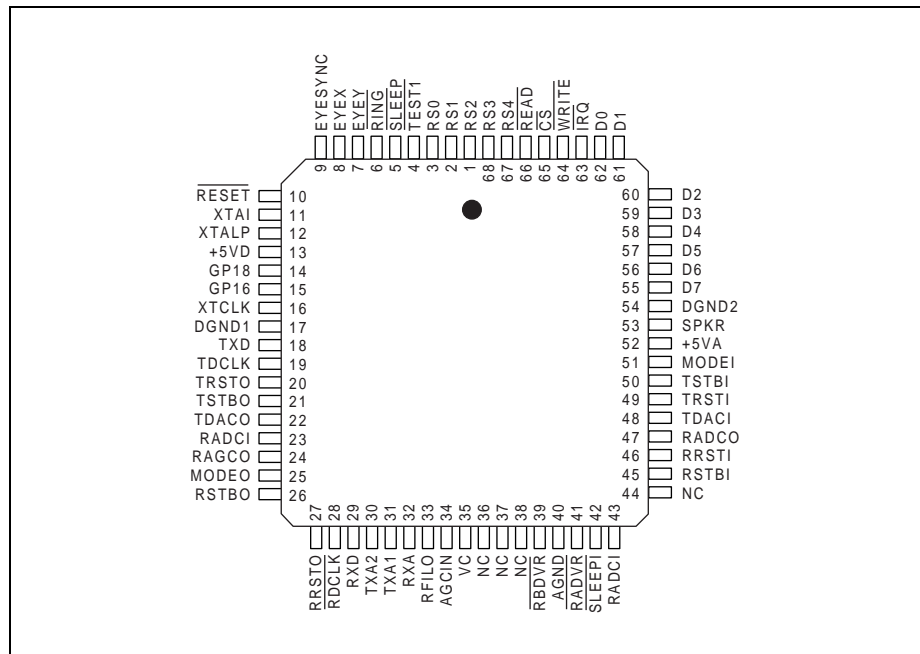 EYESYNC
EYEX
EYEY
RING
SLEEP
TEST1
RS0
RS1
RS2
RS3
RS4
READ
CS
WRITE
IRQ
D0
D1
9
8
7
6
5
4
3
2
1
68
67
66
65
64
63
62
61
RESET 10
XTAI 11
XTALP 12
+5VD 13
GP18 14
GP16 15
XTCLK 16
DGND1 17
TXD 18
TDCLK 19
TRSTO 20
TSTBO 21
TDACO 22
RADCI 23
RAGCO 24
MODEO 25
RSTBO 26
60 D2
59 D3
58 D4
57 D5
56 D6
55 D7
54 DGND2
53 SPKR
52 +5VA
51 MODEI
50 TSTBI
49 TRSTI
48 TDACI
47 RADCO
46 RRSTI
45 RSTBI
44 NC
27
28
29
30
31
32
33
34
35
36
37
38
39
40
41
42
43
RRSTO
RDCLK
RXD
TXA2
TXA1
RXA
RFILO
AGCIN
VC
NC
NC
NC
RBDVR
AGND
RADVR
SLEEPI
RADCI